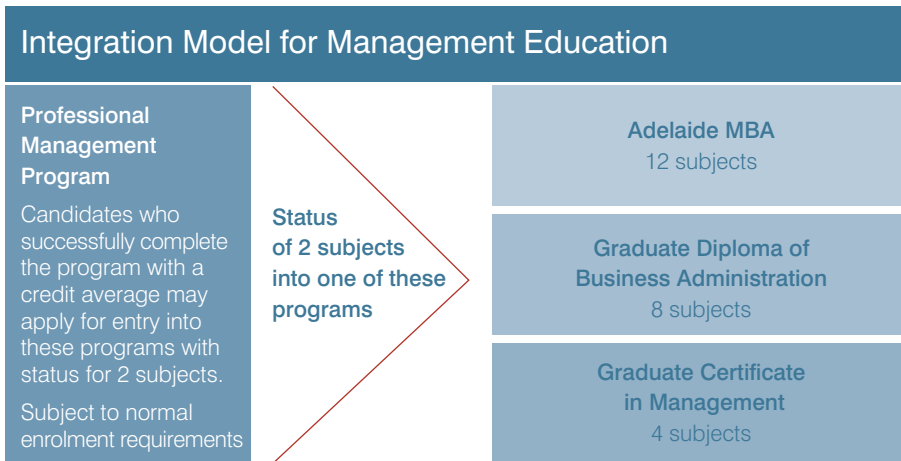 Integration Model for Management Education
Professional
Management
Program
Candidates who
successfully complete
the program with a
credit average may
apply for entry into
these programs with
status for 2 subjects.
Subject to normal
enrolment requirements
Status
of 2 subjects
into one of these
programs
Adelaide MBA
12 subjects
Graduate Diploma of
Business Administration
8 subjects
Graduate Certificate
in Management
4 subjects